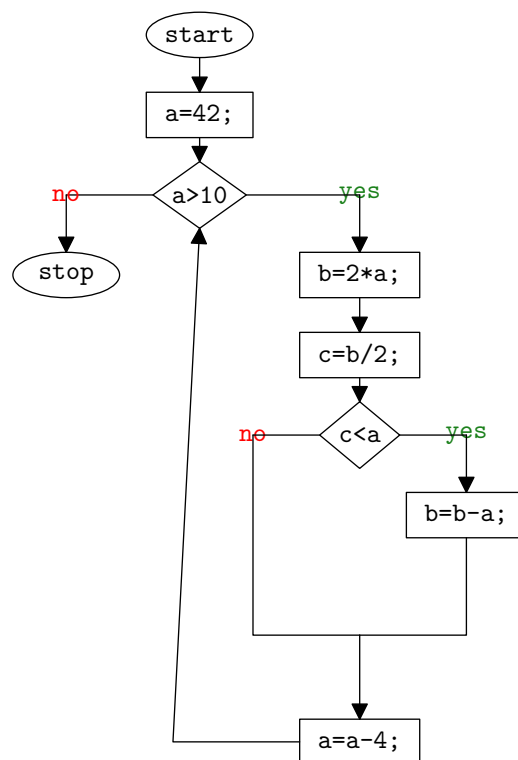 start
a=42;
a>10
no
yes
stop
b=2*a;
c=b/2;
c<a
no
yes
b=b-a;
a=a-4;